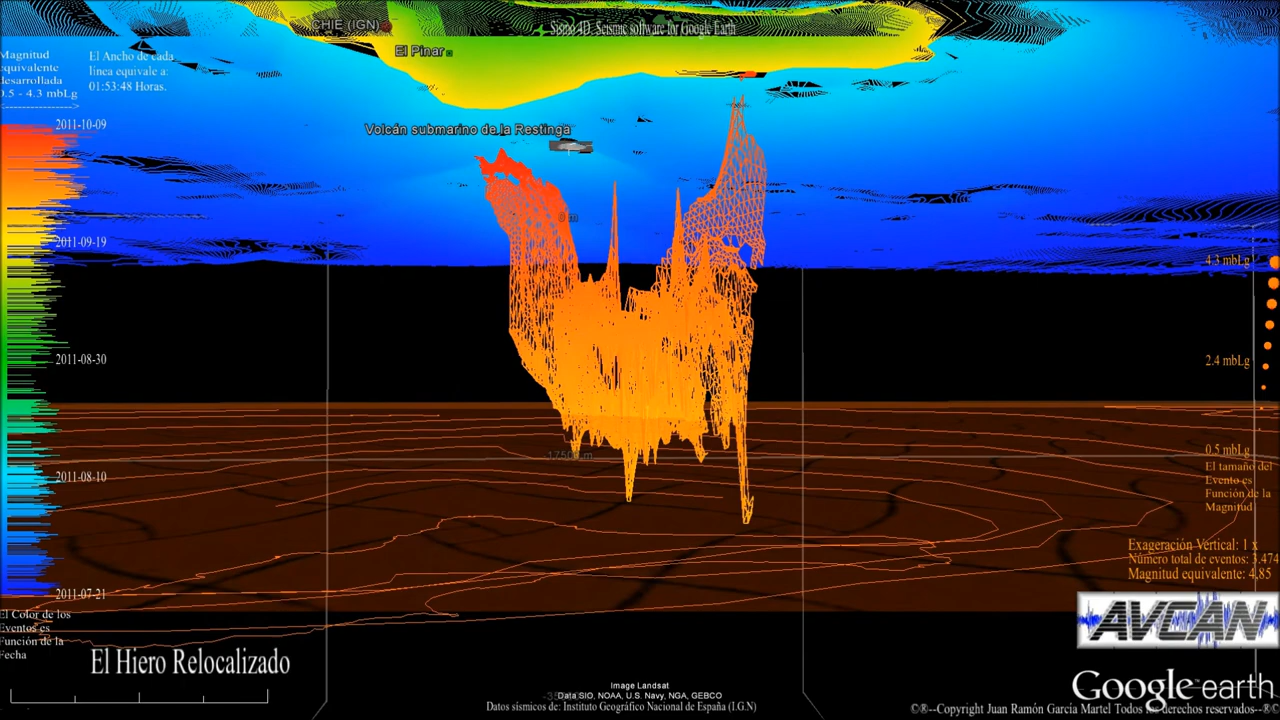 CHIE (IGN)
Sismo 4D. Seismic software for Google Earth
El Pinar
Magnitud
equivalente
desarrollada
0.5 - 4.3 mbLg
<--------------->
El Ancho de cada
linea equivale a:
01:53:48 Horas.
2011-10-09
Volcán submarino de la Restinga
0 m
2011-09-19
4.3 mbLg
2011-08-30
2.4 mbLg
-17500 m
0.5 mbLg
El tamaño del
Evento es
Función de la
Magnitud
2011-08-10
Exageración Vertical: 1 x
Número total de eventos: 3.474
Magnitud equivalente: 4,85
2011-07-21
El Color de los
Eventos es
Función de la
Fecha
AVCAN
El Hiero Relocalizado
Image Landsat
Data SIO, NOAA, U.S. Navy, NGA, GEBCO
Datos sísmicos de: Instituto Geográfico Nacional de España (I.G.N)
Google earth
©®--Copyright Juan Ramón García Martel Todos los derechos reservados--®©